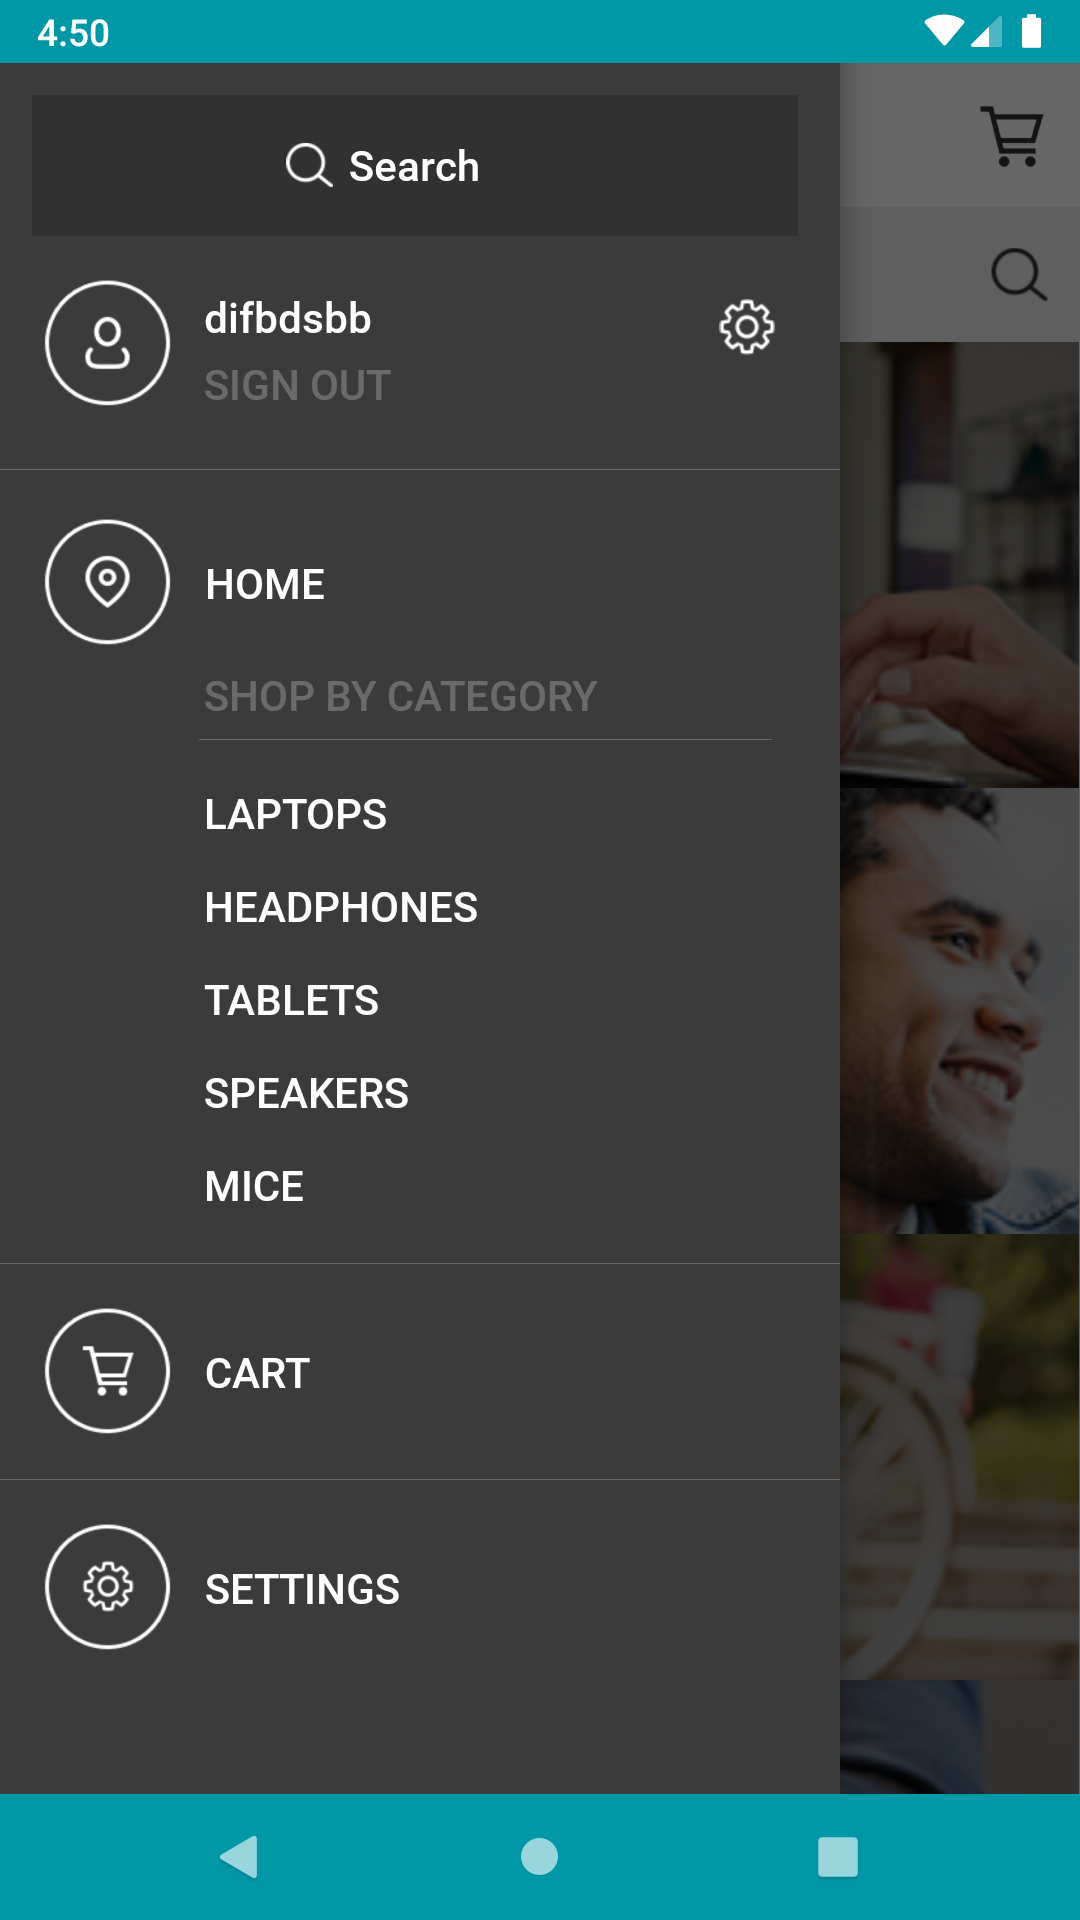 4:50
Search
difbdsbb
SIGN OUT
HOME
SHOP BY CATEGORY
LAPTOPS
HEADPHONES
TABLETS
SPEAKERS
MICE
CART
SETTINGS